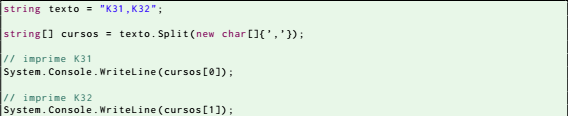 string texto = "K31,K32";
string[] cursos = texto.Split(new char[]{’,’});
// imprime K31
System.Console.WriteLine(cursos[0]);
// imprime K32
System.Console.WriteLine(cursos[1]);